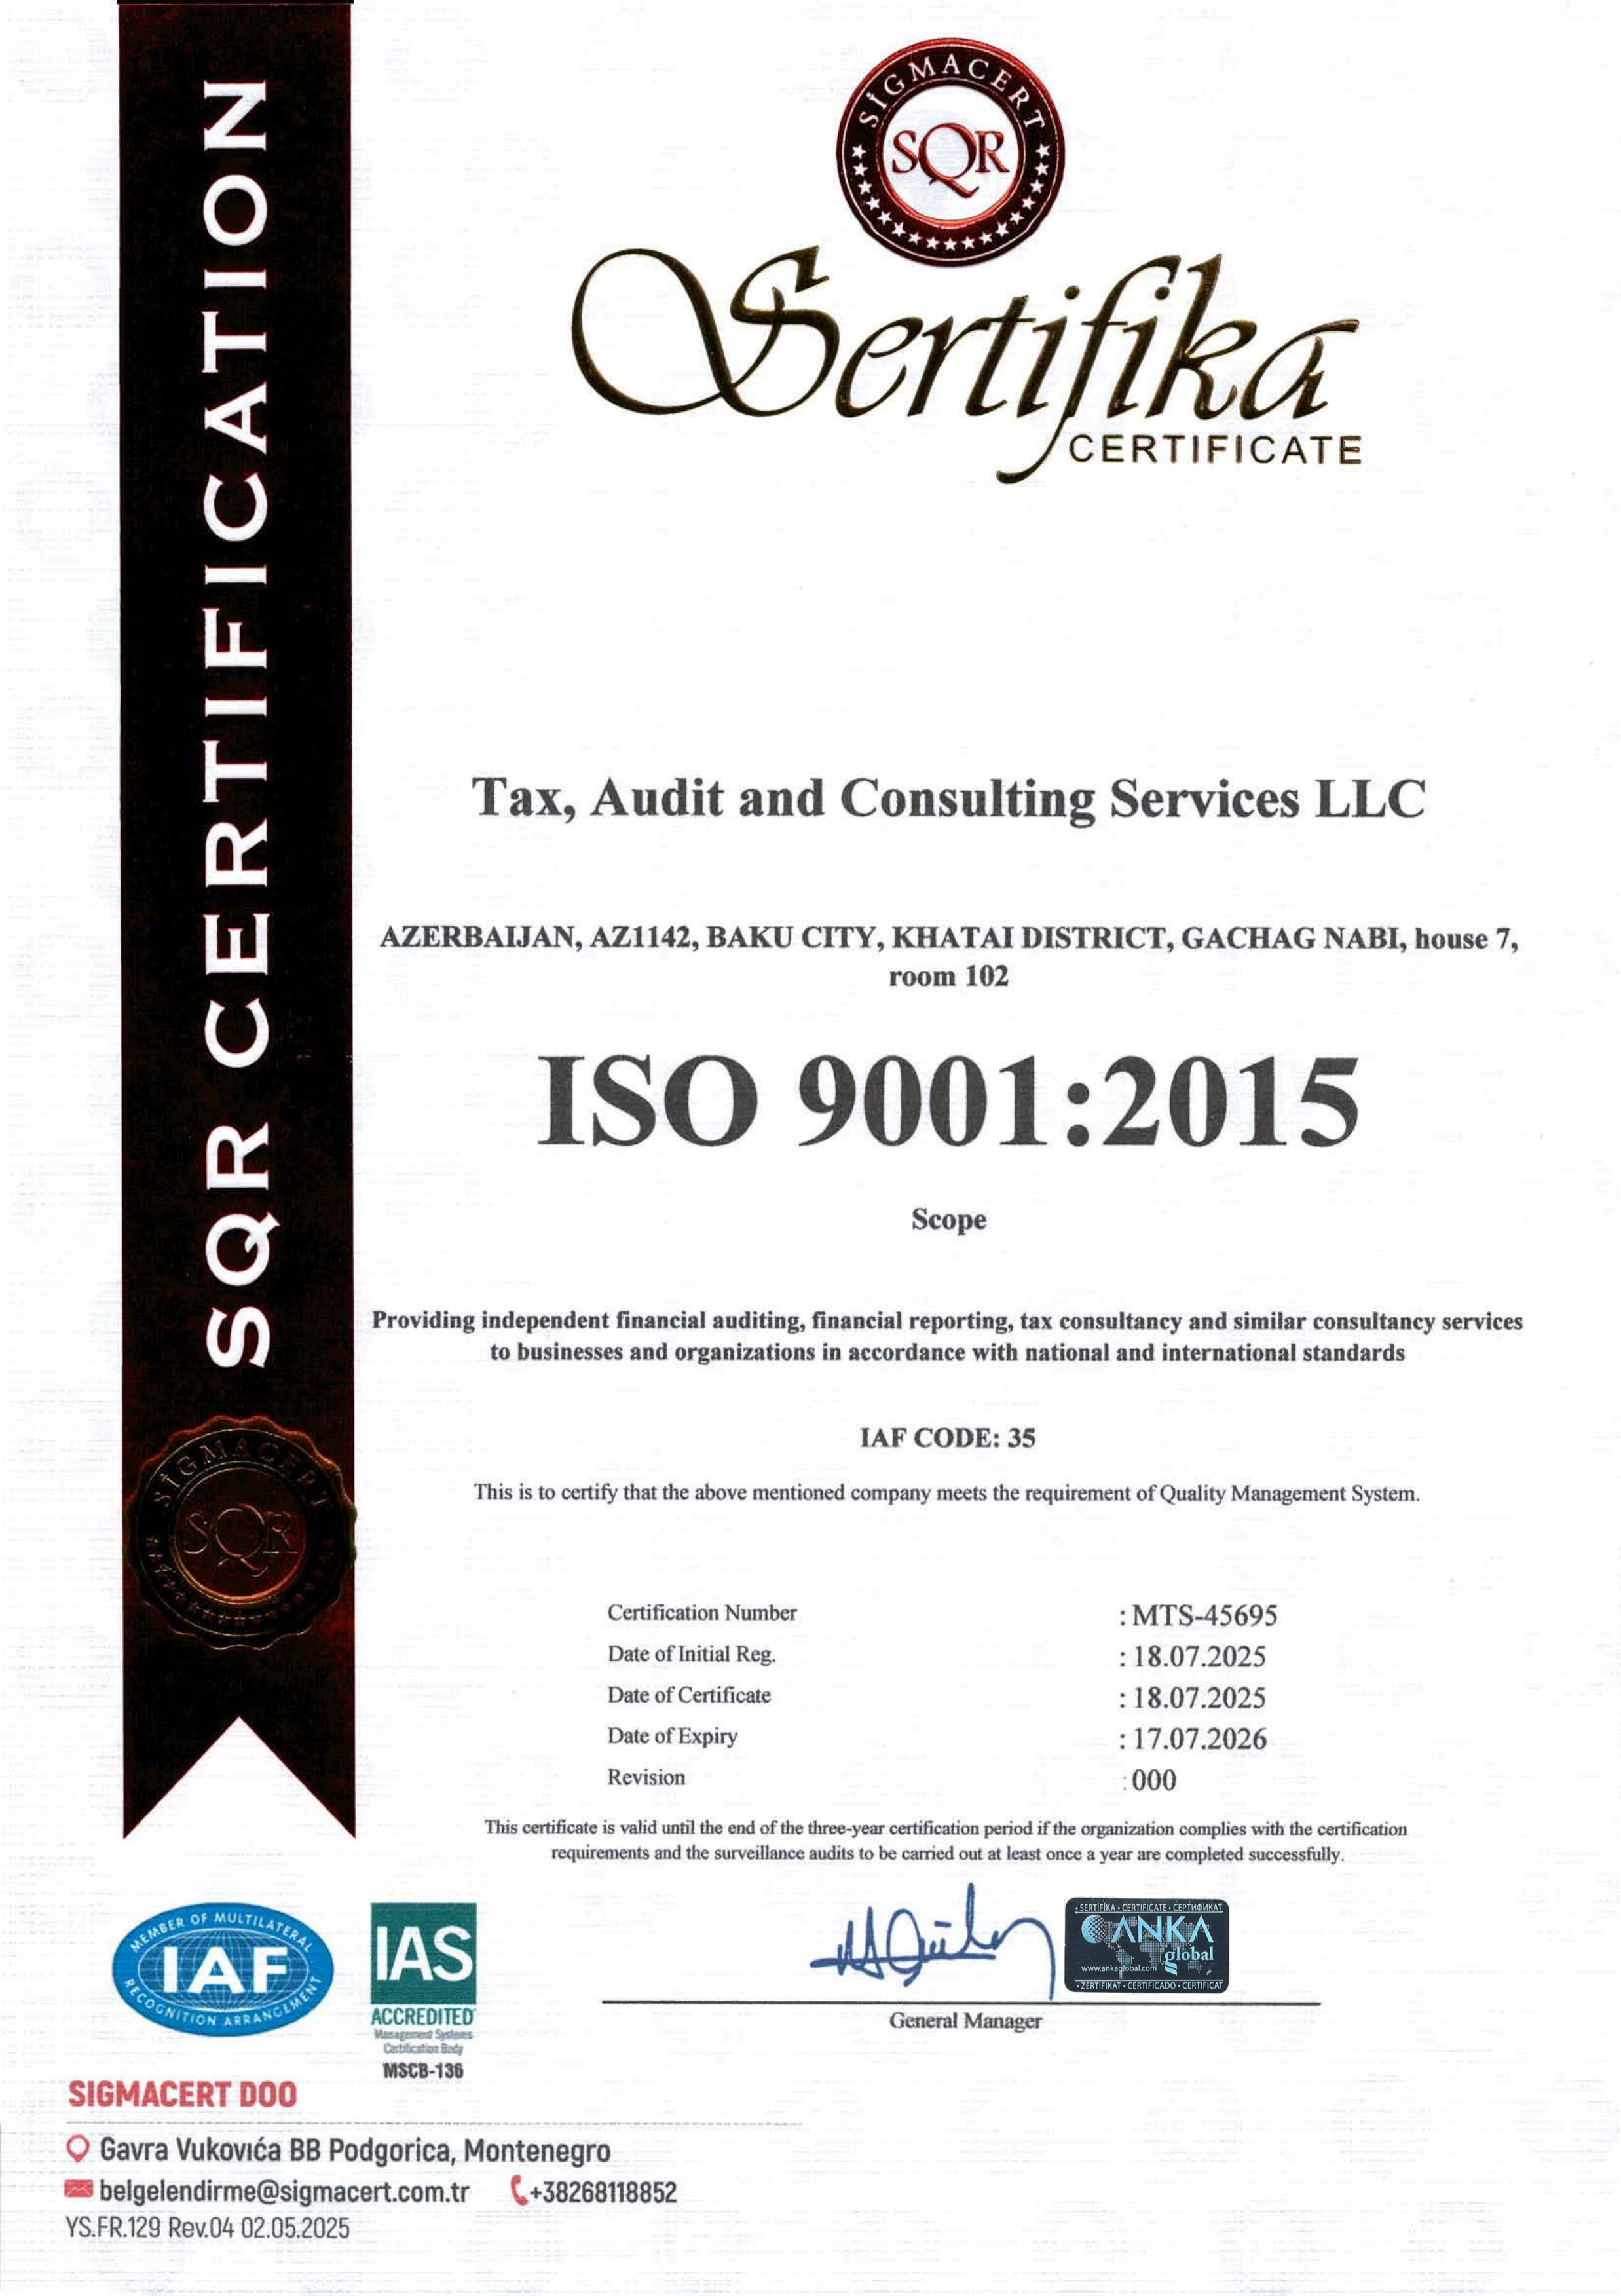 SQR CERTIFICATION
SİGMACERT
SQR
Sertifika
CERTIFICATE
Tax, Audit and Consulting Services LLC
AZERBAIJAN, AZ1142, BAKU CITY, KHATAI DISTRICT, GACHAG NABI, house 7,
room 102
ISO 9001:2015
Scope
Providing independent financial auditing, financial reporting, tax consultancy and similar consultancy services
to businesses and organizations in accordance with national and international standards
IAF CODE: 35
This is to certify that the above mentioned company meets the requirement of Quality Management System.
SİGMACERT
SQR
Certification Number : MTS-45695
Date of Initial Reg. : 18.07.2025
Date of Certificate : 18.07.2025
Date of Expiry : 17.07.2026
Revision : 000
This certificate is valid until the end of the three-year certification period if the organization complies with the certification
requirements and the surveillance audits to be carried out at least once a year are completed successfully.
MEMBER OF MULTILATERAL
IAF
RECOGNITION ARRANGEMENT
IAS
ACCREDITED
Management Systems
Certification Body
MSCB-136
• SERTİFİKA • CERTIFICATE • СЕРТИФИКАТ
ANKA
global
www.ankaglobal.com
• ZERTIFIKAT • CERTIFICADO • CERTIFICAT
General Manager
SIGMACERT DOO
Gavra Vukovıća BB Podgorica, Montenegro
belgelendirme@sigmacert.com.tr +38268118852
YS.FR.129 Rev.04 02.05.2025